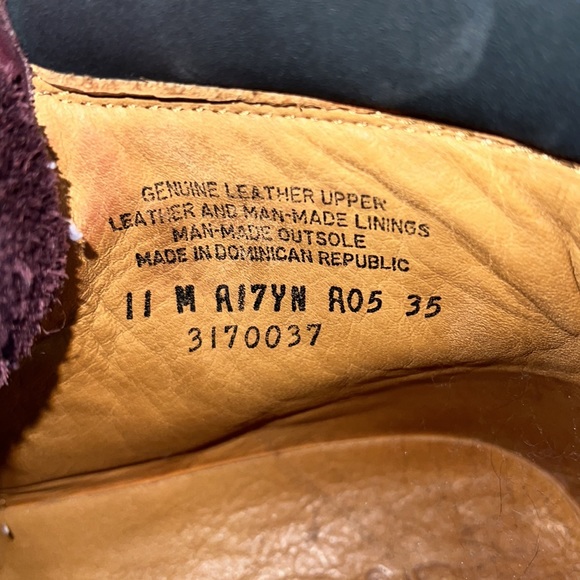 GENUINE LEATHER UPPER
LEATHER AND MAN-MADE LININGS
MAN-MADE OUTSOLE
MADE IN DOMINICAN REPUBLIC
11 M A17YN A05 35
3170037